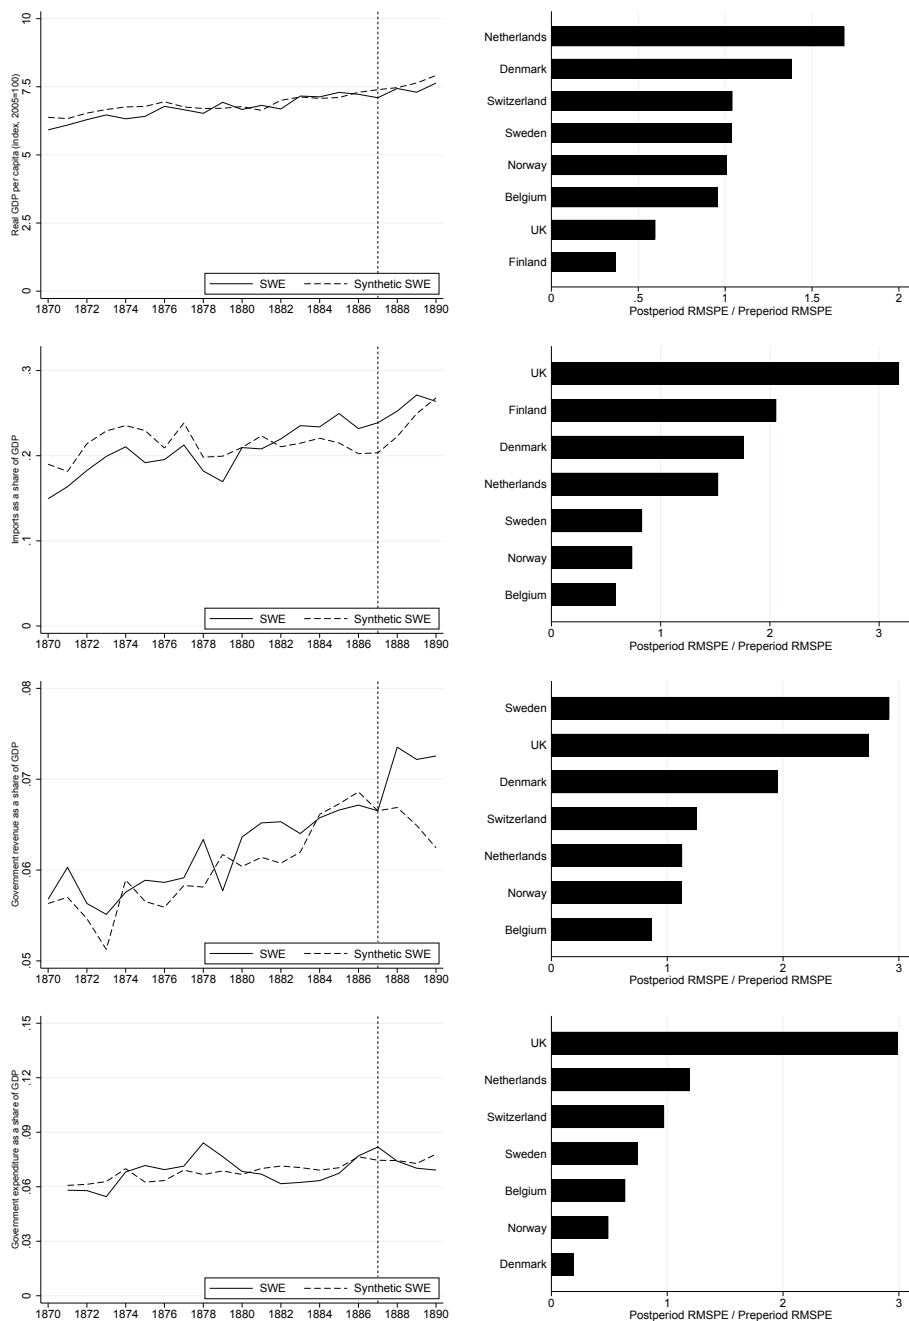 Real GDP per capita (index, 2005=100)
10
7.5
5
2.5
0
SWE Synthetic SWE
1870 1872 1874 1876 1878 1880 1882 1884 1886 1888 1890
Netherlands
Denmark
Switzerland
Sweden
Norway
Belgium
UK
Finland
0 .5 1 1.5 2
Postperiod RMSPE / Preperiod RMSPE
Imports as a share of GDP
.3
.2
.1
0
SWE Synthetic SWE
1870 1872 1874 1876 1878 1880 1882 1884 1886 1888 1890
UK
Finland
Denmark
Netherlands
Sweden
Norway
Belgium
0 1 2 3
Postperiod RMSPE / Preperiod RMSPE
Government revenue as a share of GDP
.08
.07
.06
.05
SWE Synthetic SWE
1870 1872 1874 1876 1878 1880 1882 1884 1886 1888 1890
Sweden
UK
Denmark
Switzerland
Netherlands
Norway
Belgium
0 1 2 3
Postperiod RMSPE / Preperiod RMSPE
Government expenditure as a share of GDP
.15
.12
.09
.06
.03
0
SWE Synthetic SWE
1870 1872 1874 1876 1878 1880 1882 1884 1886 1888 1890
UK
Netherlands
Switzerland
Sweden
Belgium
Norway
Denmark
0 1 2 3
Postperiod RMSPE / Preperiod RMSPE